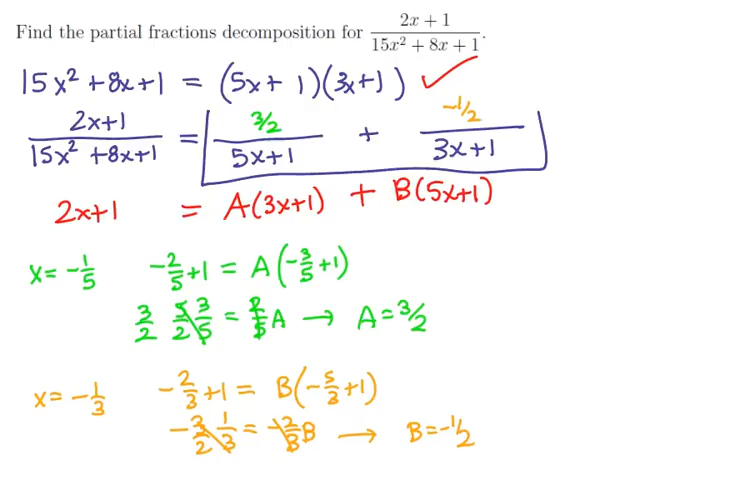 Find the partial fractions decomposition for (2x + 1)/(15x² + 8x + 1).
15x² + 8x + 1 = (5x + 1)(3x + 1) ✓
(2x+1)/(15x² + 8x + 1) = (3/2)/(5x+1) + (-1/2)/(3x+1)
2x+1 = A(3x+1) + B(5x+1)
x = -1/5   -2/5 + 1 = A(-3/5 + 1)
3/2   5/2 3/5 = 2/5 A → A = 3/2
x = -1/3   -2/3 + 1 = B(-5/3 + 1)
-3/2 1/3 = -2/3 B → B = -1/2